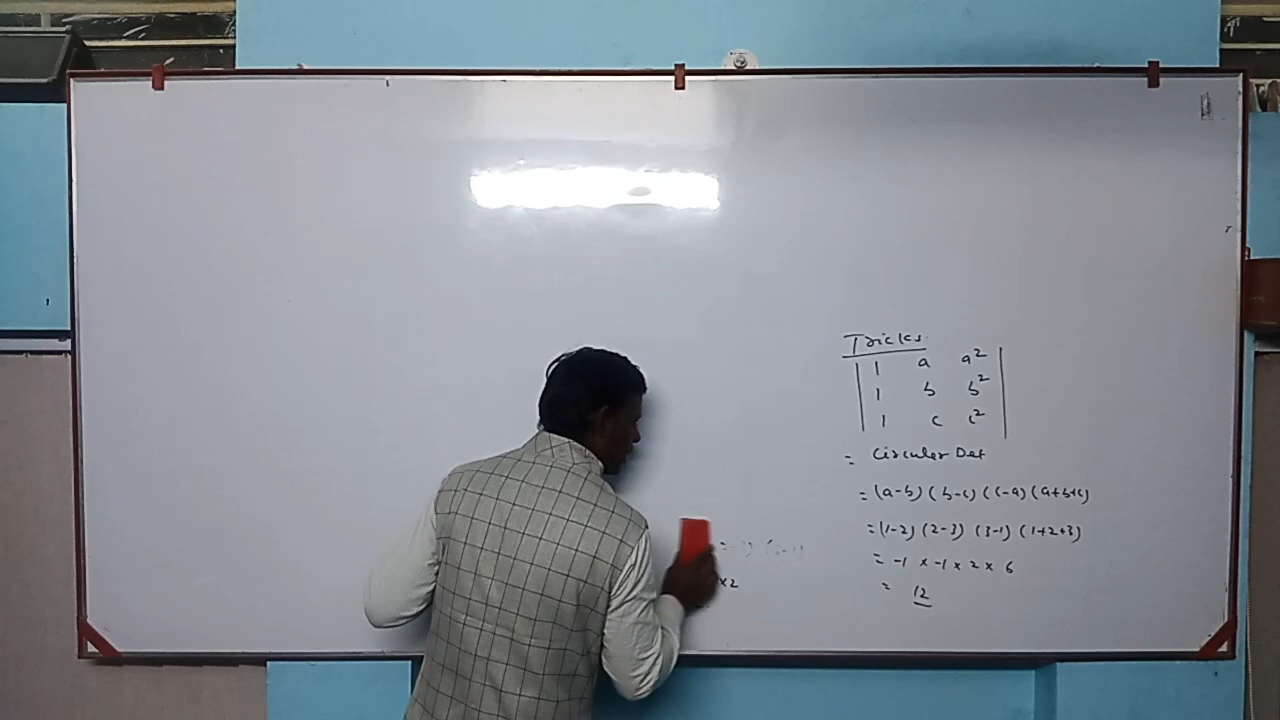 Tricks
| 1 a a² |
| 1 b b² |
| 1 c c² |
= Circular Det
= (a-b) (b-c) (c-a) (a+b+c)
= (1-2) (2-3) (3-1) (1+2+3)
= -1 × -1 × 2 × 6
= 12
×2